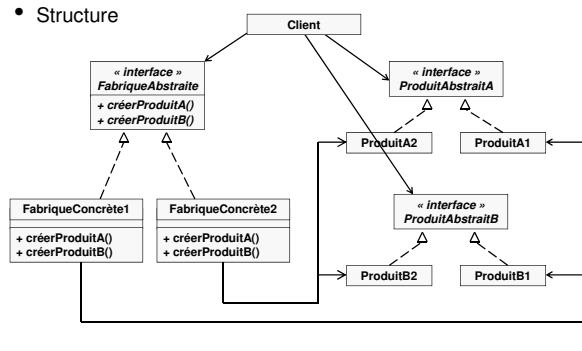 • Structure
Client
« interface »
FabriqueAbstraite
+ créerProduitA()
+ créerProduitB()
« interface »
ProduitAbstraitA
ProduitA2
ProduitA1
FabriqueConcrète1
+ créerProduitA()
+ créerProduitB()
FabriqueConcrète2
+ créerProduitA()
+ créerProduitB()
« interface »
ProduitAbstraitB
ProduitB2
ProduitB1